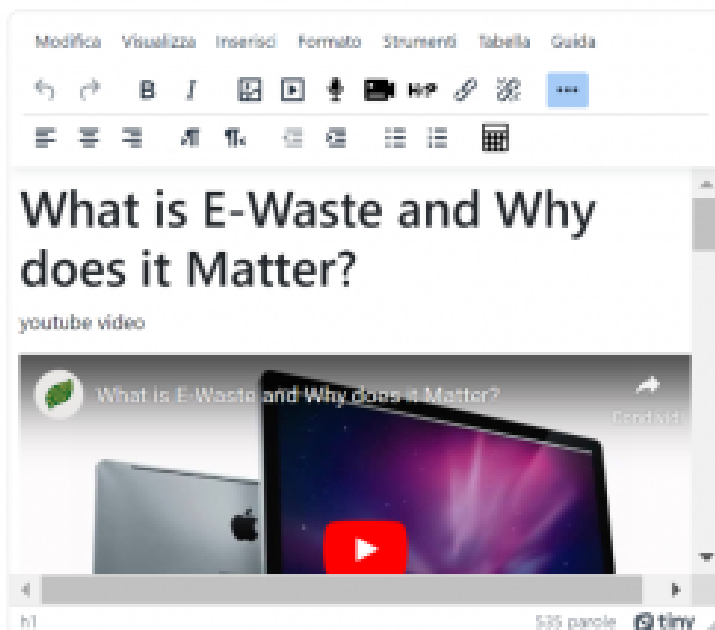 Modifica Visualizza Inserisci Formato Strumenti Tabella Guida
B I H-P
What is E-Waste and Why
does it Matter?
youtube video
What is E-Waste and Why does it Matter?
Condividi
h1 535 parole tiny